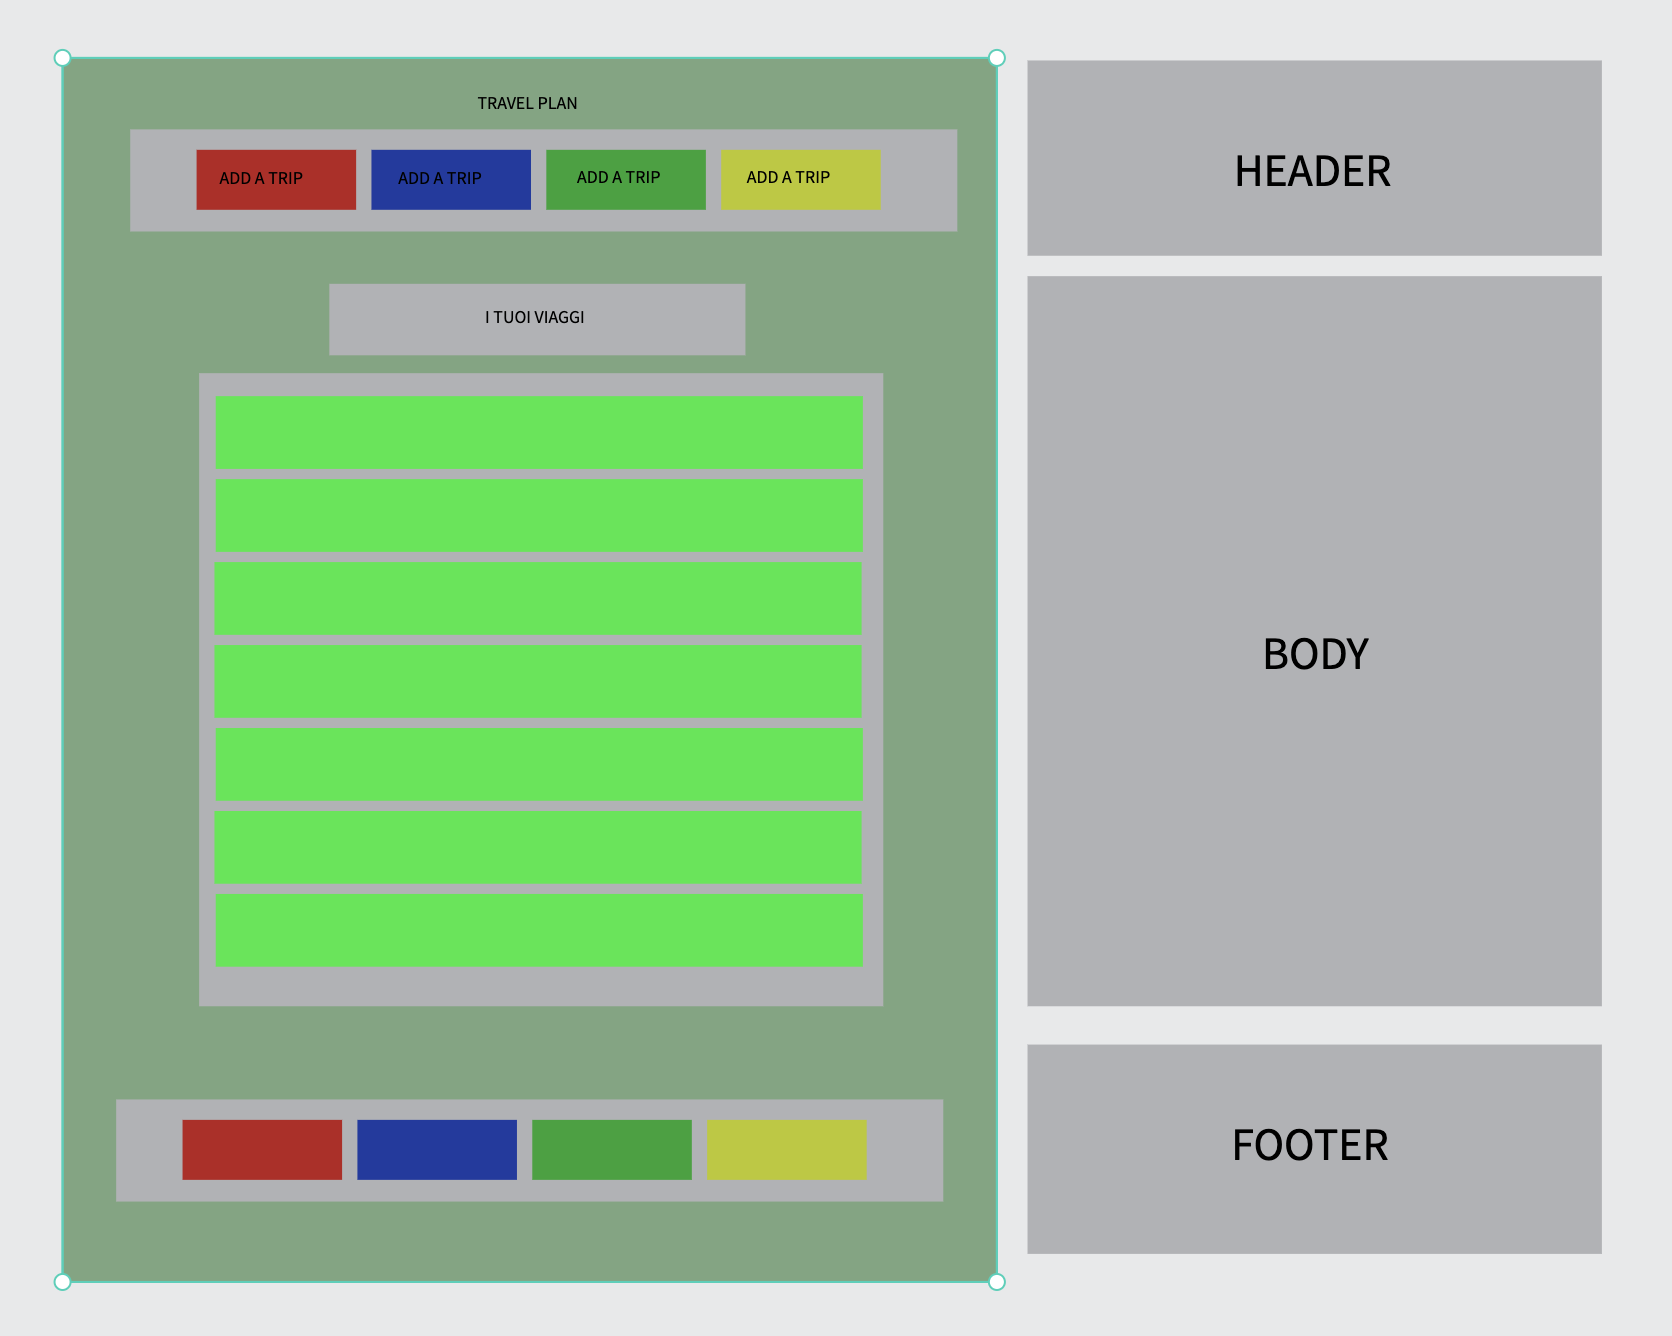 TRAVEL PLAN
ADD A TRIP
ADD A TRIP
ADD A TRIP
ADD A TRIP
I TUOI VIAGGI
HEADER
BODY
FOOTER